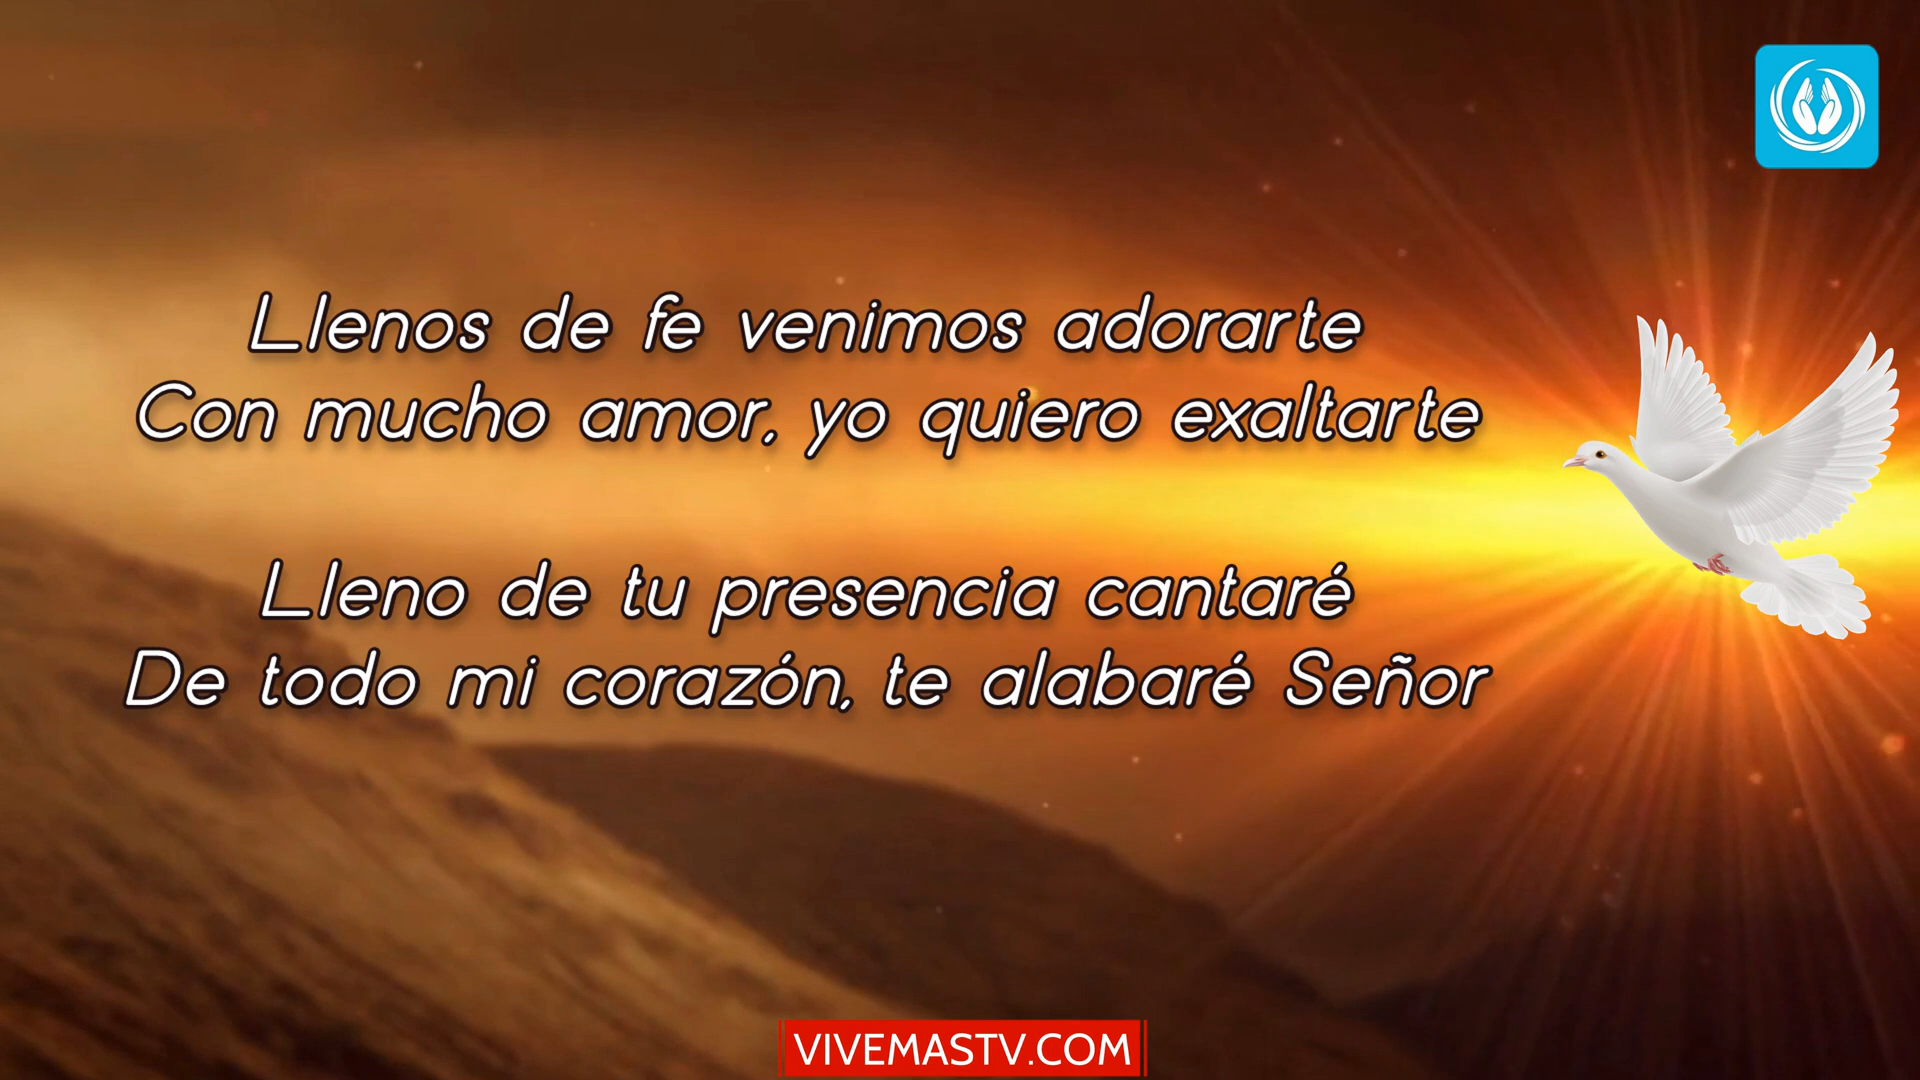 Llenos de fe venimos adorarte
Con mucho amor, yo quiero exaltarte
Lleno de tu presencia cantaré
De todo mi corazón, te alabaré Señor
VIVEMASTV.COM